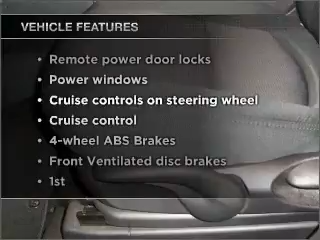 VEHICLE FEATURES
• Remote power door locks
• Power windows
• Cruise controls on steering wheel
• Cruise control
• 4-wheel ABS Brakes
• Front Ventilated disc brakes
• 1st